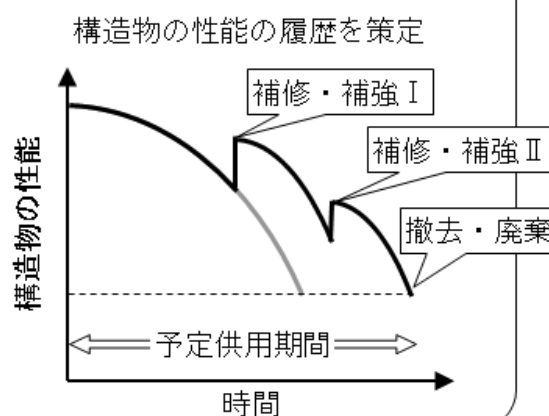 構造物の性能の履歴を策定
補修・補強Ⅰ
補修・補強Ⅱ
撤去・廃棄
構造物の性能
予定供用期間
時間